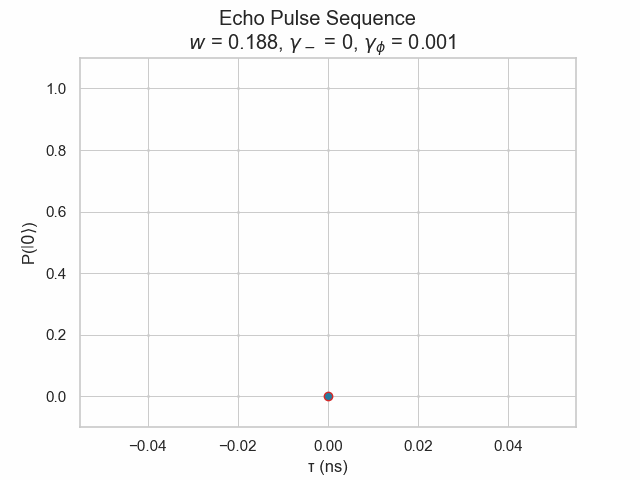 Echo Pulse Sequence
w = 0.188, γ₋ = 0, γᵩ = 0.001
1.0
0.8
0.6
0.4
0.2
0.0
P(|0⟩)
−0.04 −0.02 0.00 0.02 0.04
τ (ns)